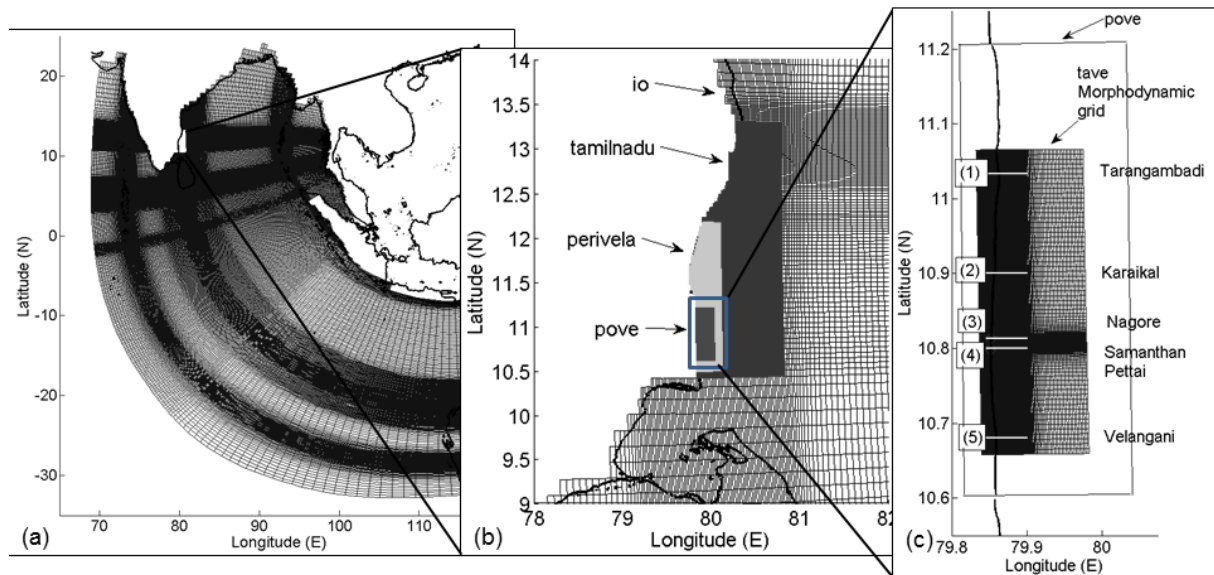 20
10
0
-10
-20
-30
Latitude (N)
70
80
90
100
110
Longitude (E)
(a)
14
13.5
13
12.5
12
11.5
11
10.5
10
9.5
9
Latitude (N)
io
tamilnadu
perivela
pove
78
79
80
81
82
Longitude (E)
(b)
pove
tave
Morphodynamic
grid
11.2
11.1
11
10.9
10.8
10.7
10.6
Latitude (N)
(1)
Tarangambadi
(2)
Karaikal
(3)
Nagore
(4)
Samanthan
Pettai
(5)
Velangani
79.8
79.9
80
Longitude (E)
(c)